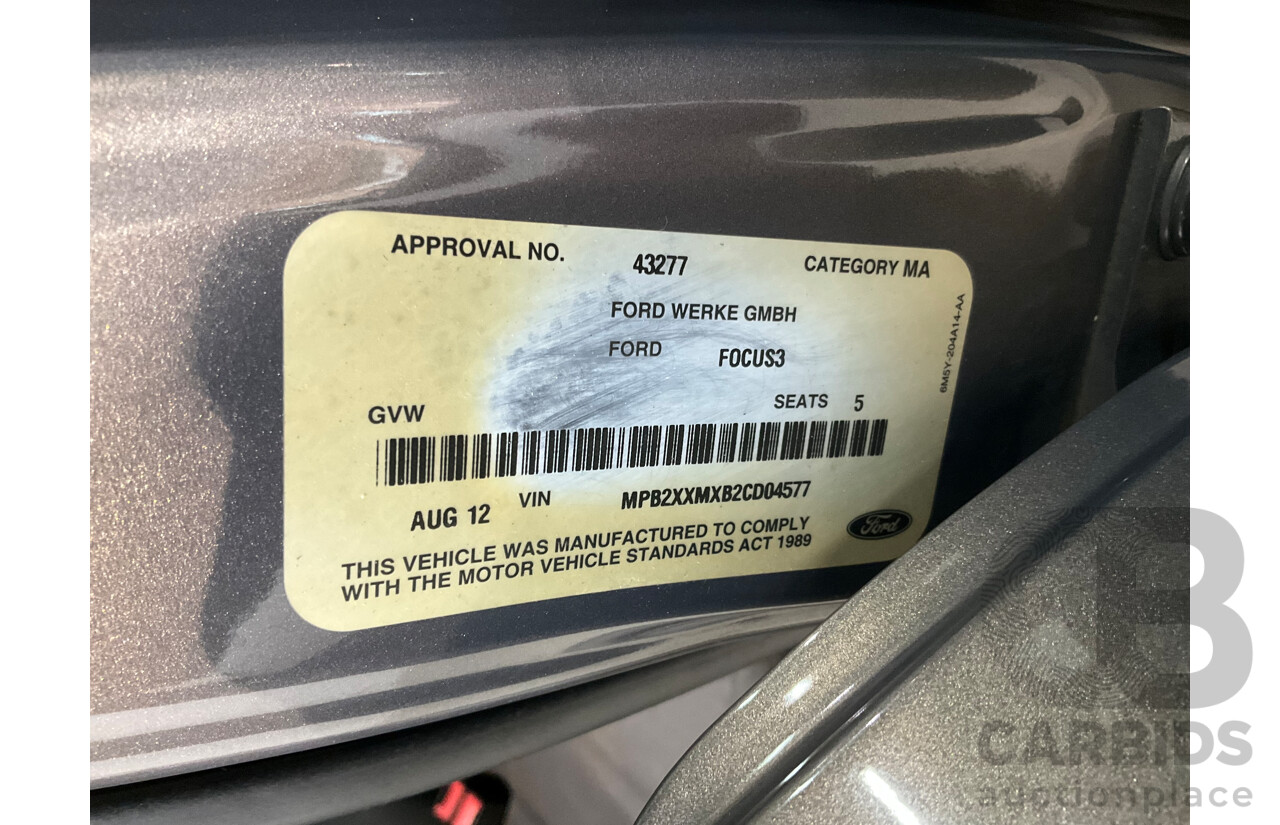 APPROVAL NO. 43277 CATEGORY MA
FORD WERKE GMBH
FORD FOCUS3
6M5Y-204A14-AA
GVW SEATS 5
AUG 12 VIN MPB2XXMXB2CD04577
THIS VEHICLE WAS MANUFACTURED TO COMPLY
WITH THE MOTOR VEHICLE STANDARDS ACT 1989
Ford
CB
CARBIDS
auctionplace